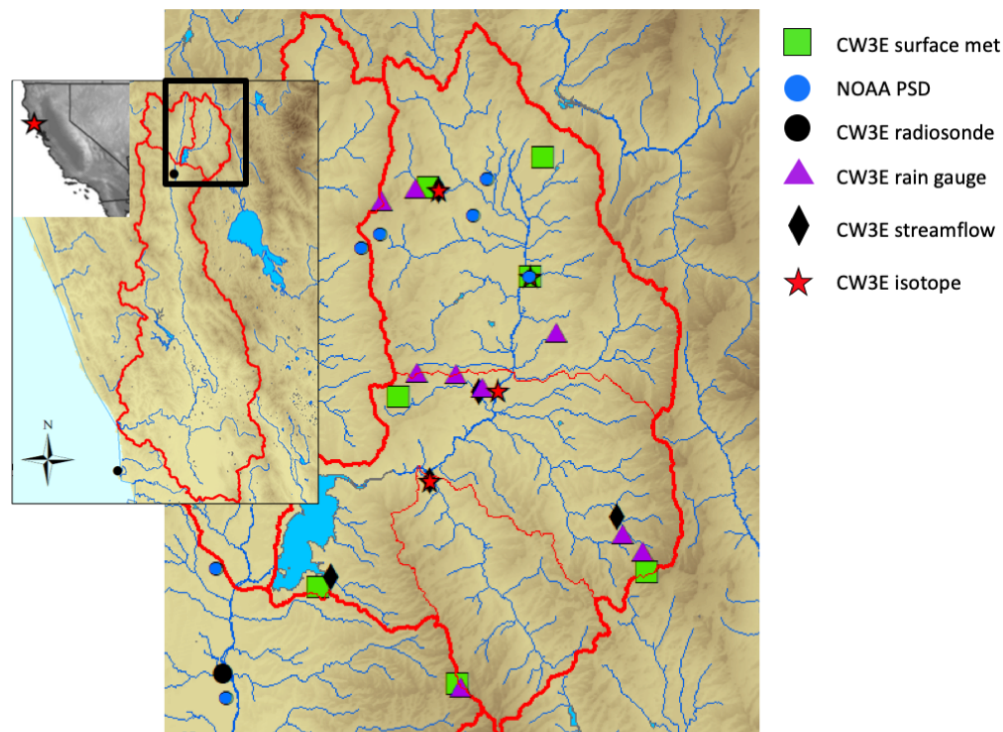 CW3E surface met
NOAA PSD
CW3E radiosonde
CW3E rain gauge
CW3E streamflow
CW3E isotope
N